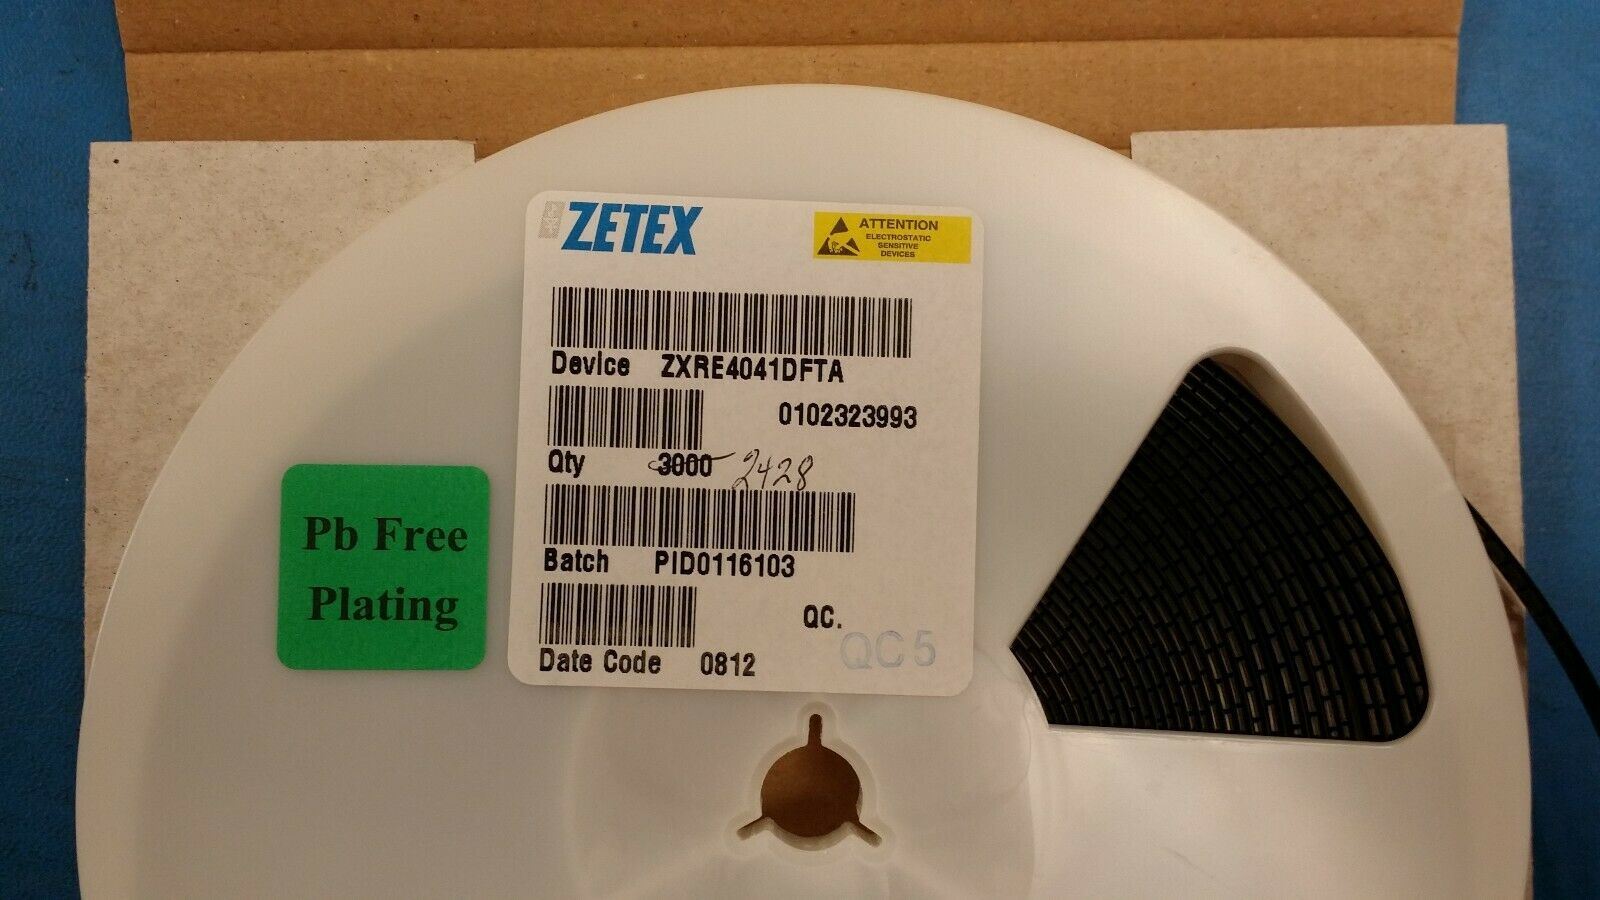 ZETEX
ATTENTION
ELECTROSTATIC
SENSITIVE
DEVICES
Device ZXRE4041DFTA
0102323993
Qty 3000 2428
Batch PID0116103
QC.
QC5
Date Code 0812
Pb Free
Plating